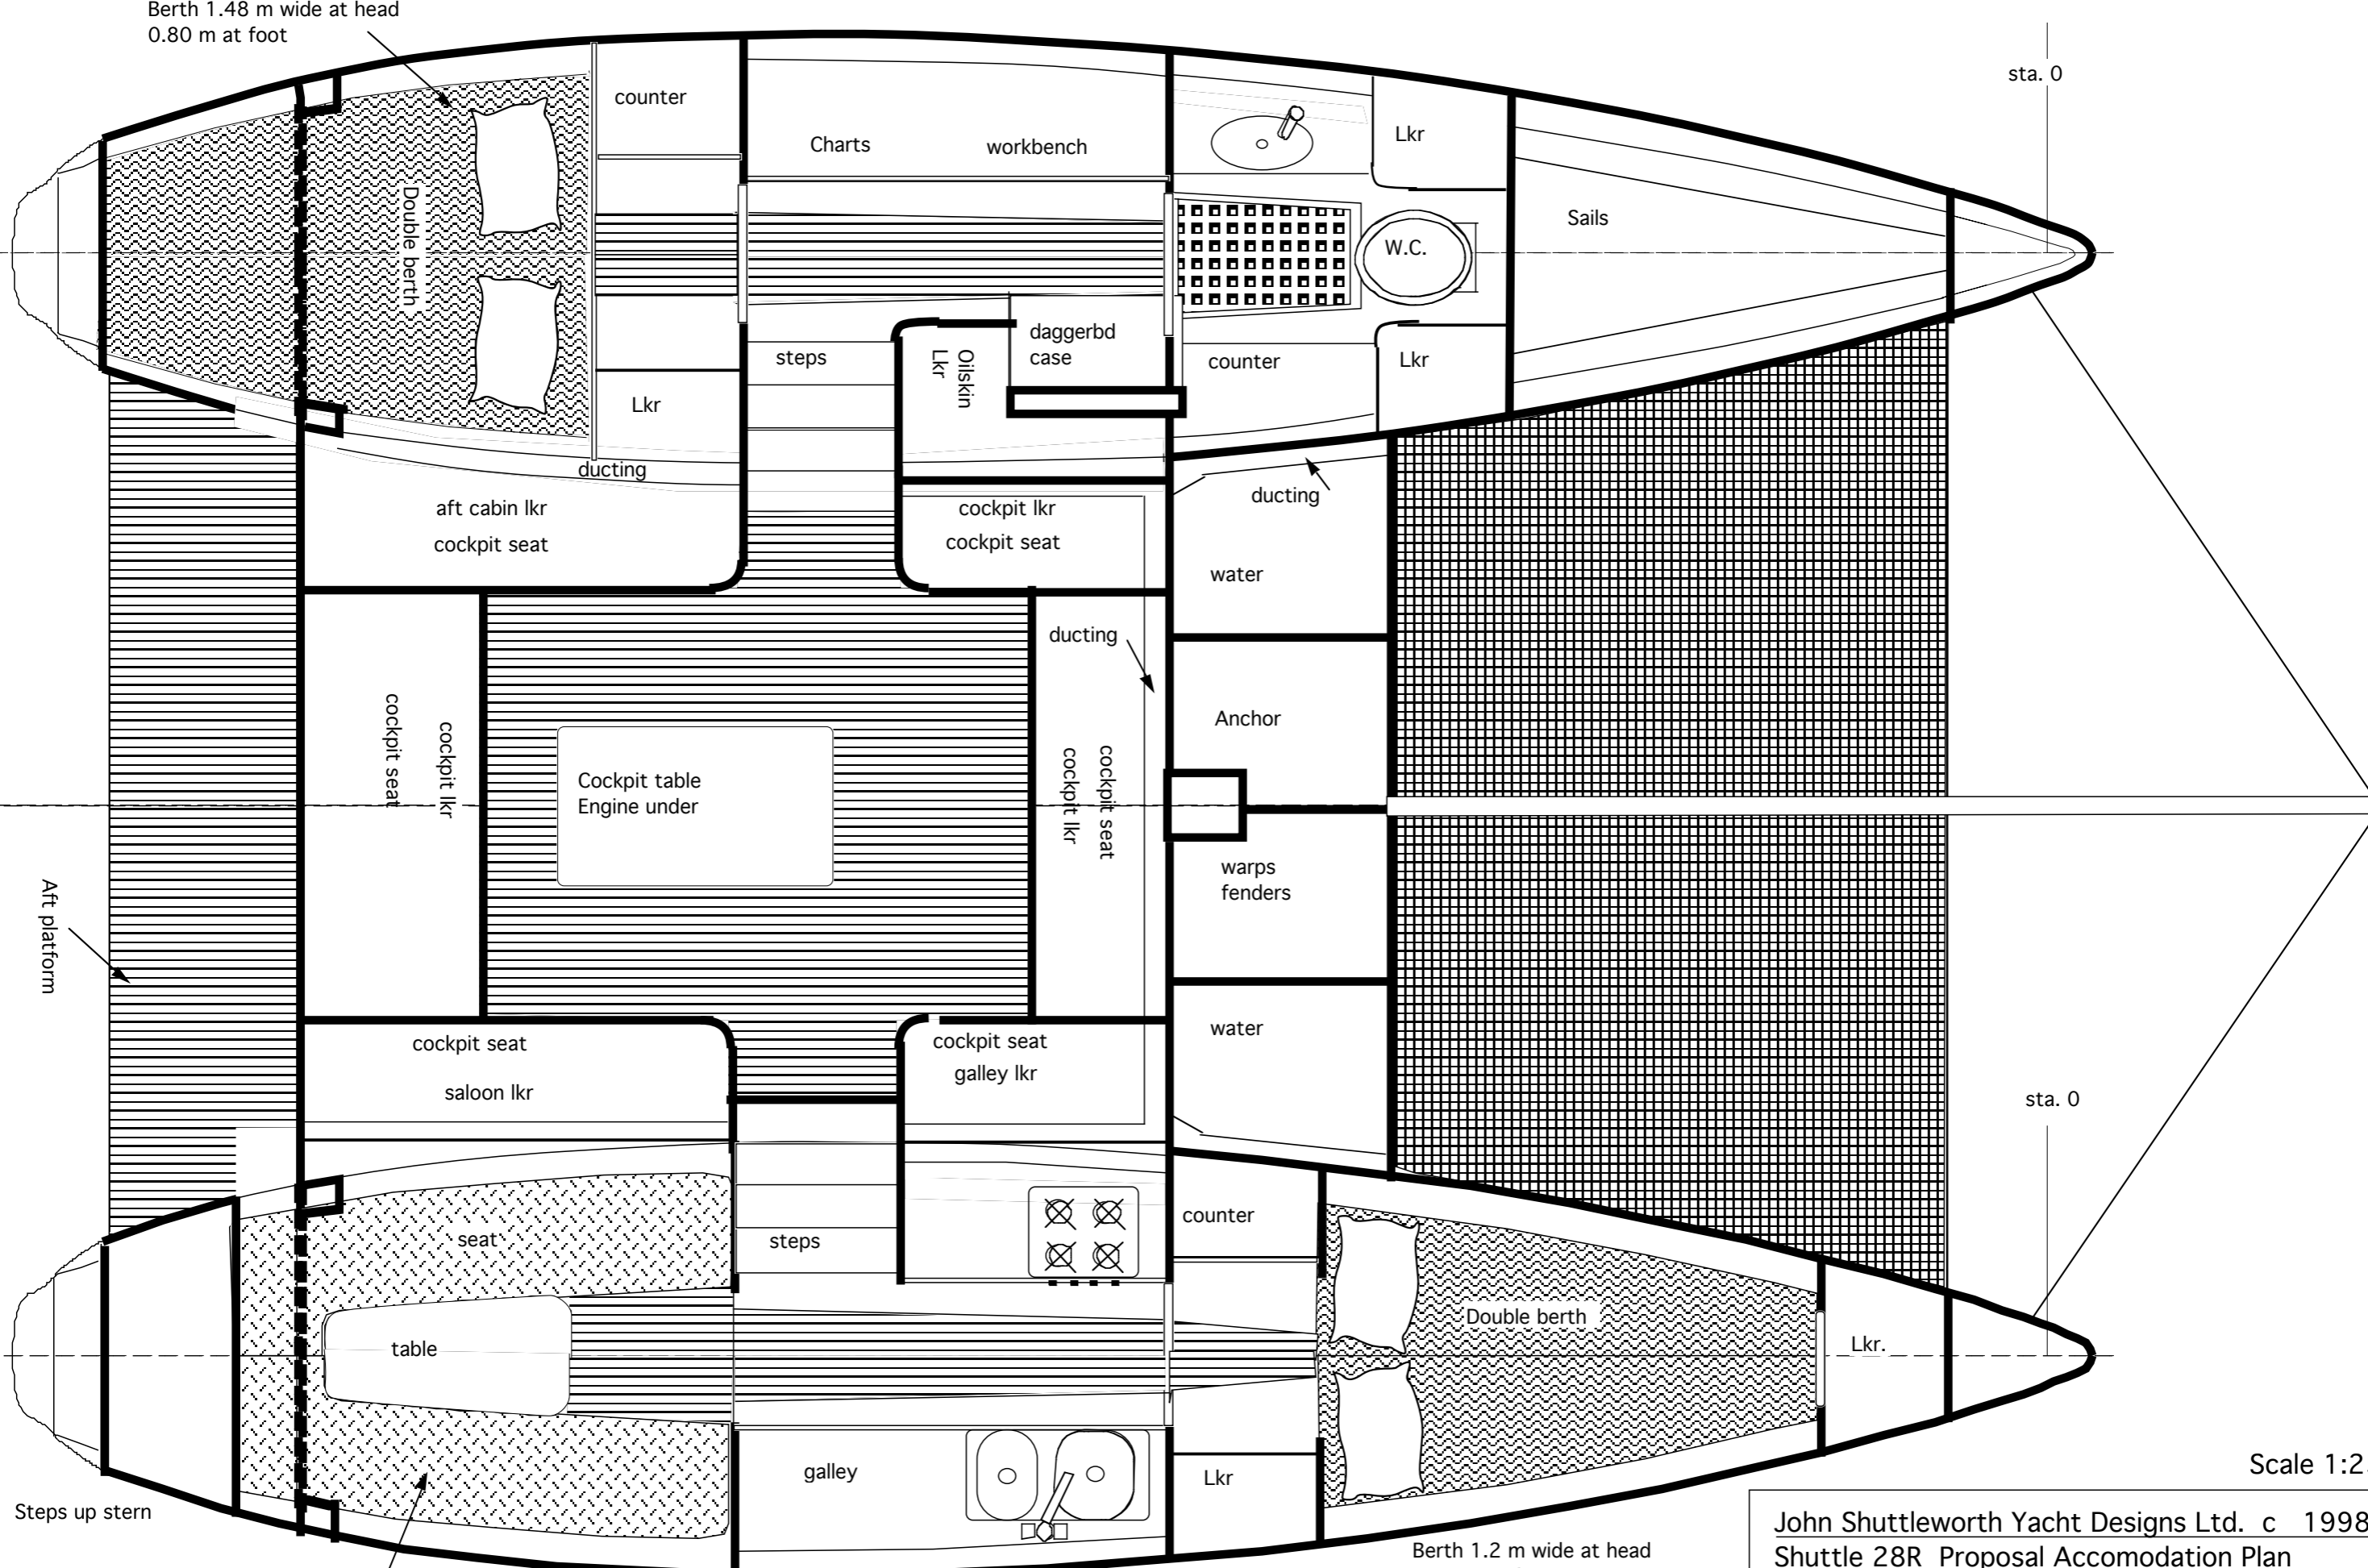 Berth 1.48 m wide at head
0.80 m at foot
sta. 0
counter
Charts
workbench
Lkr
Double berth
Sails
W.C.
steps
Oilskin
Lkr
daggerbd
case
counter
Lkr
Lkr
ducting
aft cabin lkr
cockpit seat
cockpit lkr
cockpit seat
ducting
water
ducting
cockpit seat
cockpit lkr
Anchor
Cockpit table
Engine under
cockpit seat
cockpit lkr
warps
fenders
Aft platform
water
cockpit seat
saloon lkr
cockpit seat
galley lkr
sta. 0
seat
steps
counter
table
Double berth
Lkr.
galley
Lkr
Steps up stern
Scale 1:2
Berth 1.2 m wide at head
John Shuttleworth Yacht Designs Ltd. c 1998
Shuttle 28R Proposal Accomodation Plan